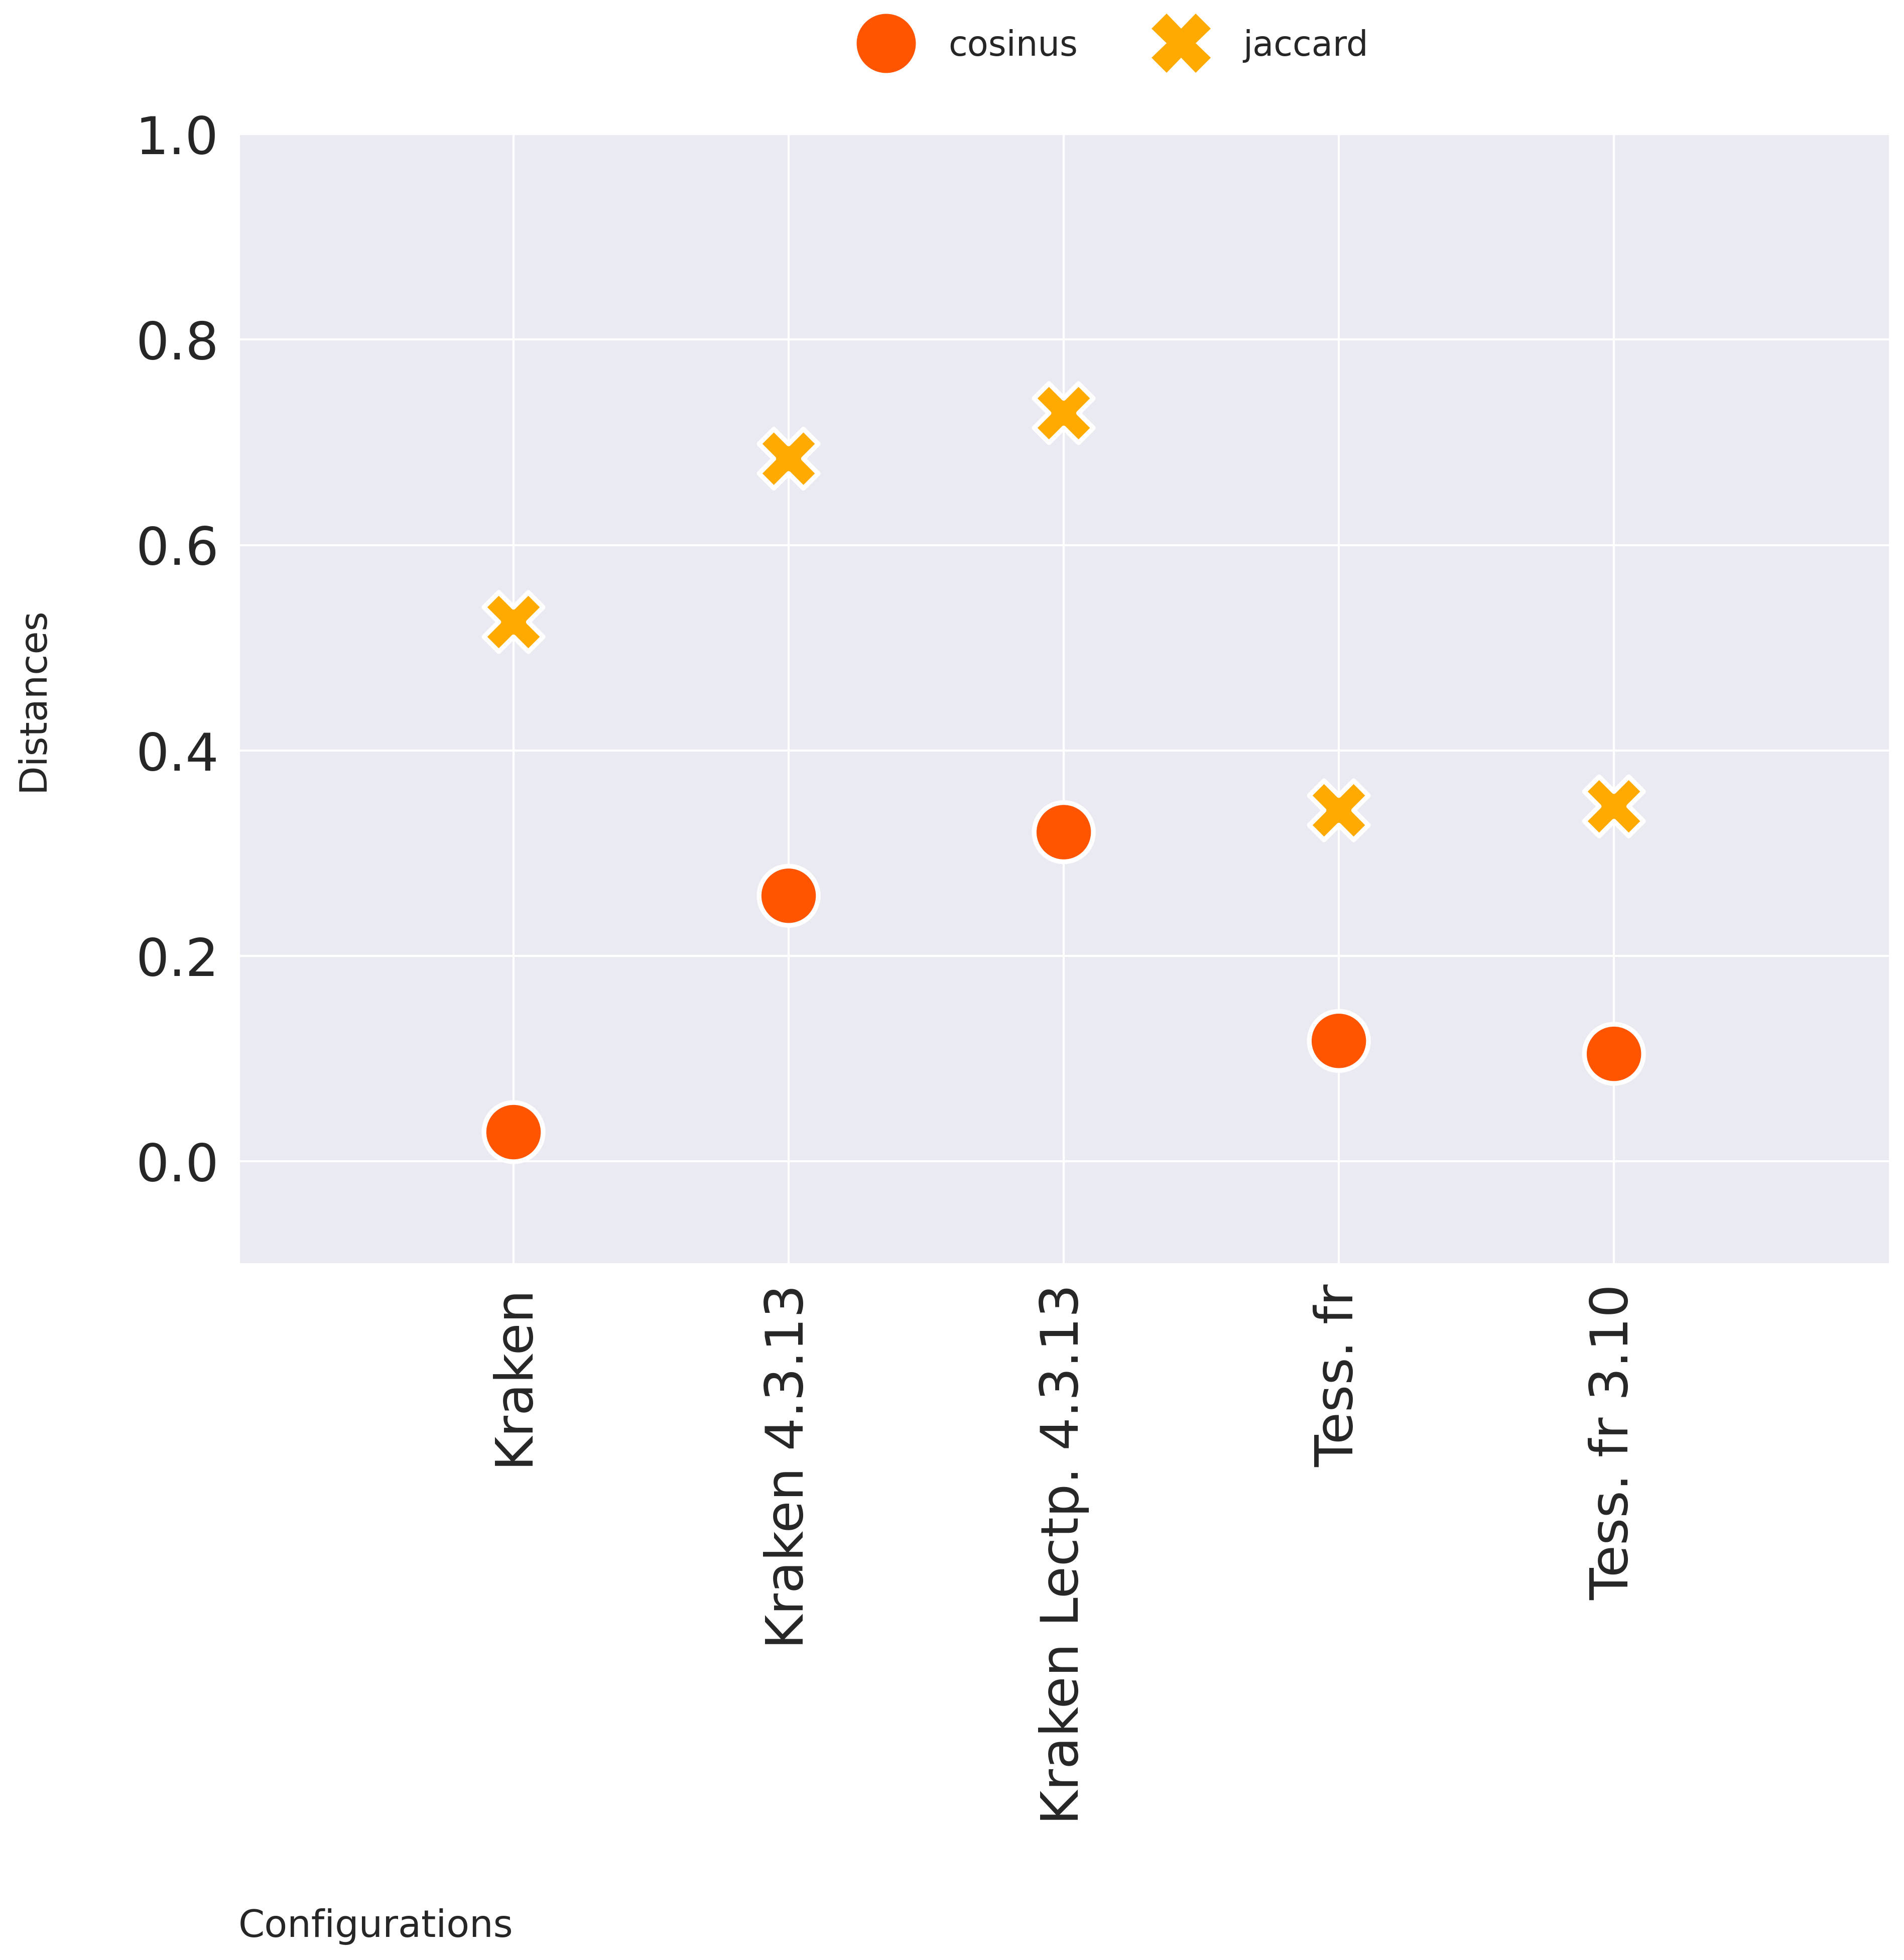 cosinus jaccard
1.0
0.8
0.6
0.4
0.2
0.0
Distances
Kraken
Kraken 4.3.13
Kraken Lectp. 4.3.13
Tess. fr
Tess. fr 3.10
Configurations